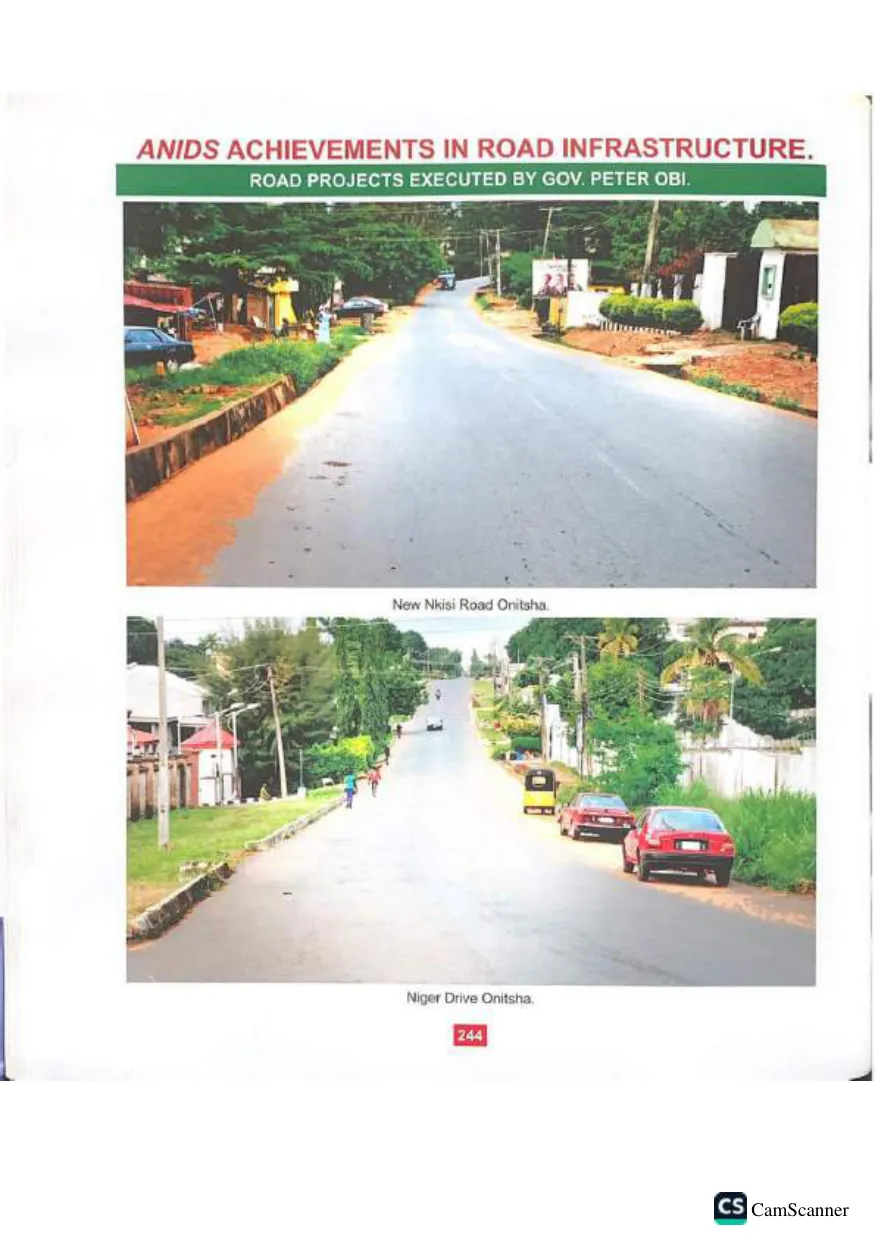 ANIDS ACHIEVEMENTS IN ROAD INFRASTRUCTURE.
ROAD PROJECTS EXECUTED BY GOV. PETER OBI.
New Nkisi Road Onitsha.
Niger Drive Onitsha.
244
CS CamScanner